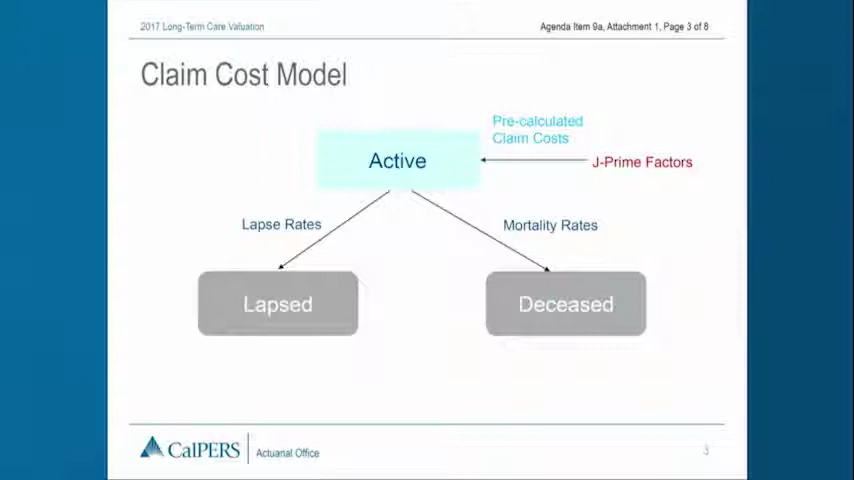 2017 Long-Term Care Valuation
Agenda Item 9a, Attachment 1, Page 3 of 8
Claim Cost Model
Pre-calculated
Claim Costs
Active
J-Prime Factors
Lapse Rates
Mortality Rates
Lapsed
Deceased
CalPERS
Actuarial Office
3